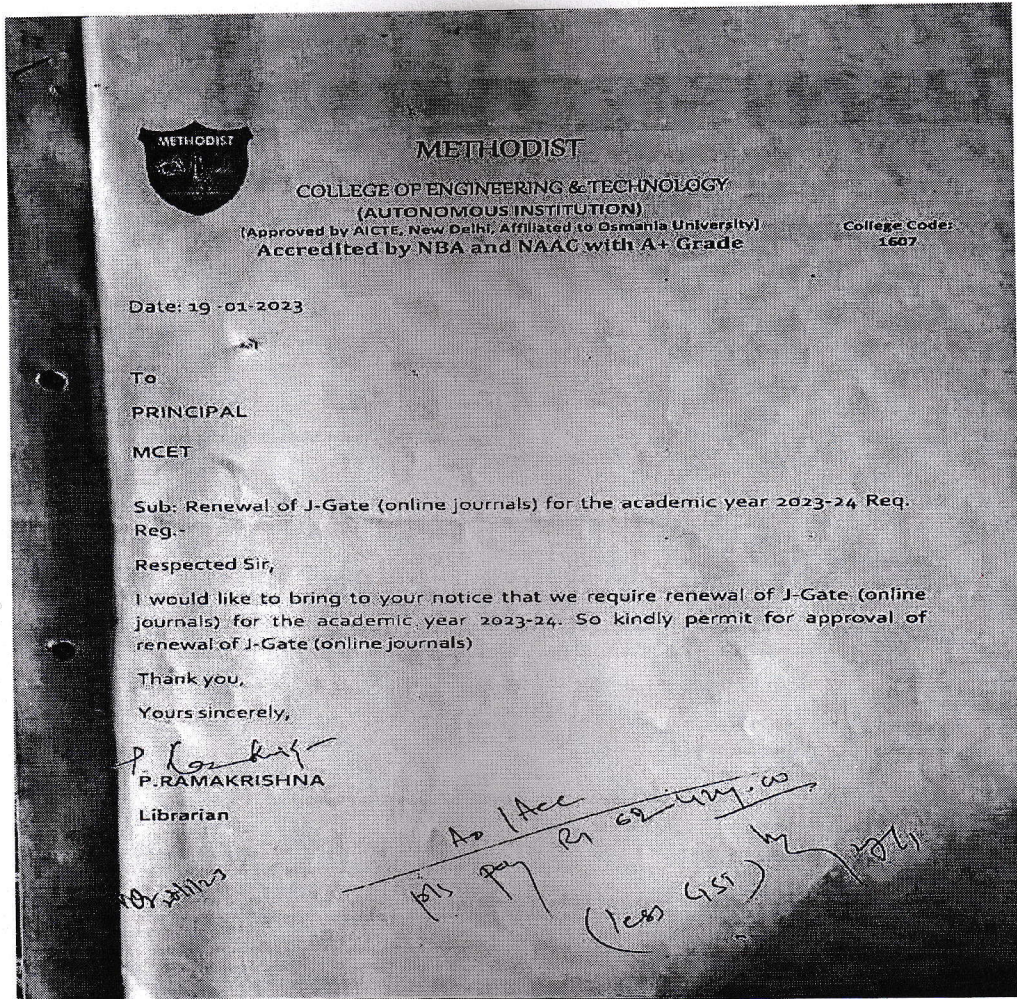 METHODIST
METHODIST
COLLEGE OF ENGINEERING & TECHNOLOGY
(AUTONOMOUS INSTITUTION)
(Approved by AICTE, New Delhi, Affiliated to Osmania University)
College Code:
Accredited by NBA and NAAC with A+ Grade
1607
Date: 19 -01-2023
To
PRINCIPAL
MCET
Sub: Renewal of J-Gate (online journals) for the academic year 2023-24 Req.
Reg.-
Respected Sir,
I would like to bring to your notice that we require renewal of J-Gate (online
journals) for the academic year 2023-24. So kindly permit for approval of
renewal of J-Gate (online journals)
Thank you,
Yours sincerely,
P.RAMAKRISHNA
Librarian
Ao / Acc
pls pay Rs
(less GST)